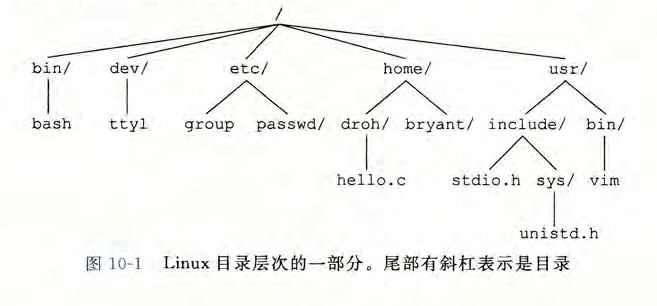 /
bin/ dev/ etc/ home/ usr/
bash tty1 group passwd/ droh/ bryant/ include/ bin/
hello.c stdio.h sys/ vim
unistd.h
图 10-1 Linux 目录层次的一部分。尾部有斜杠表示是目录